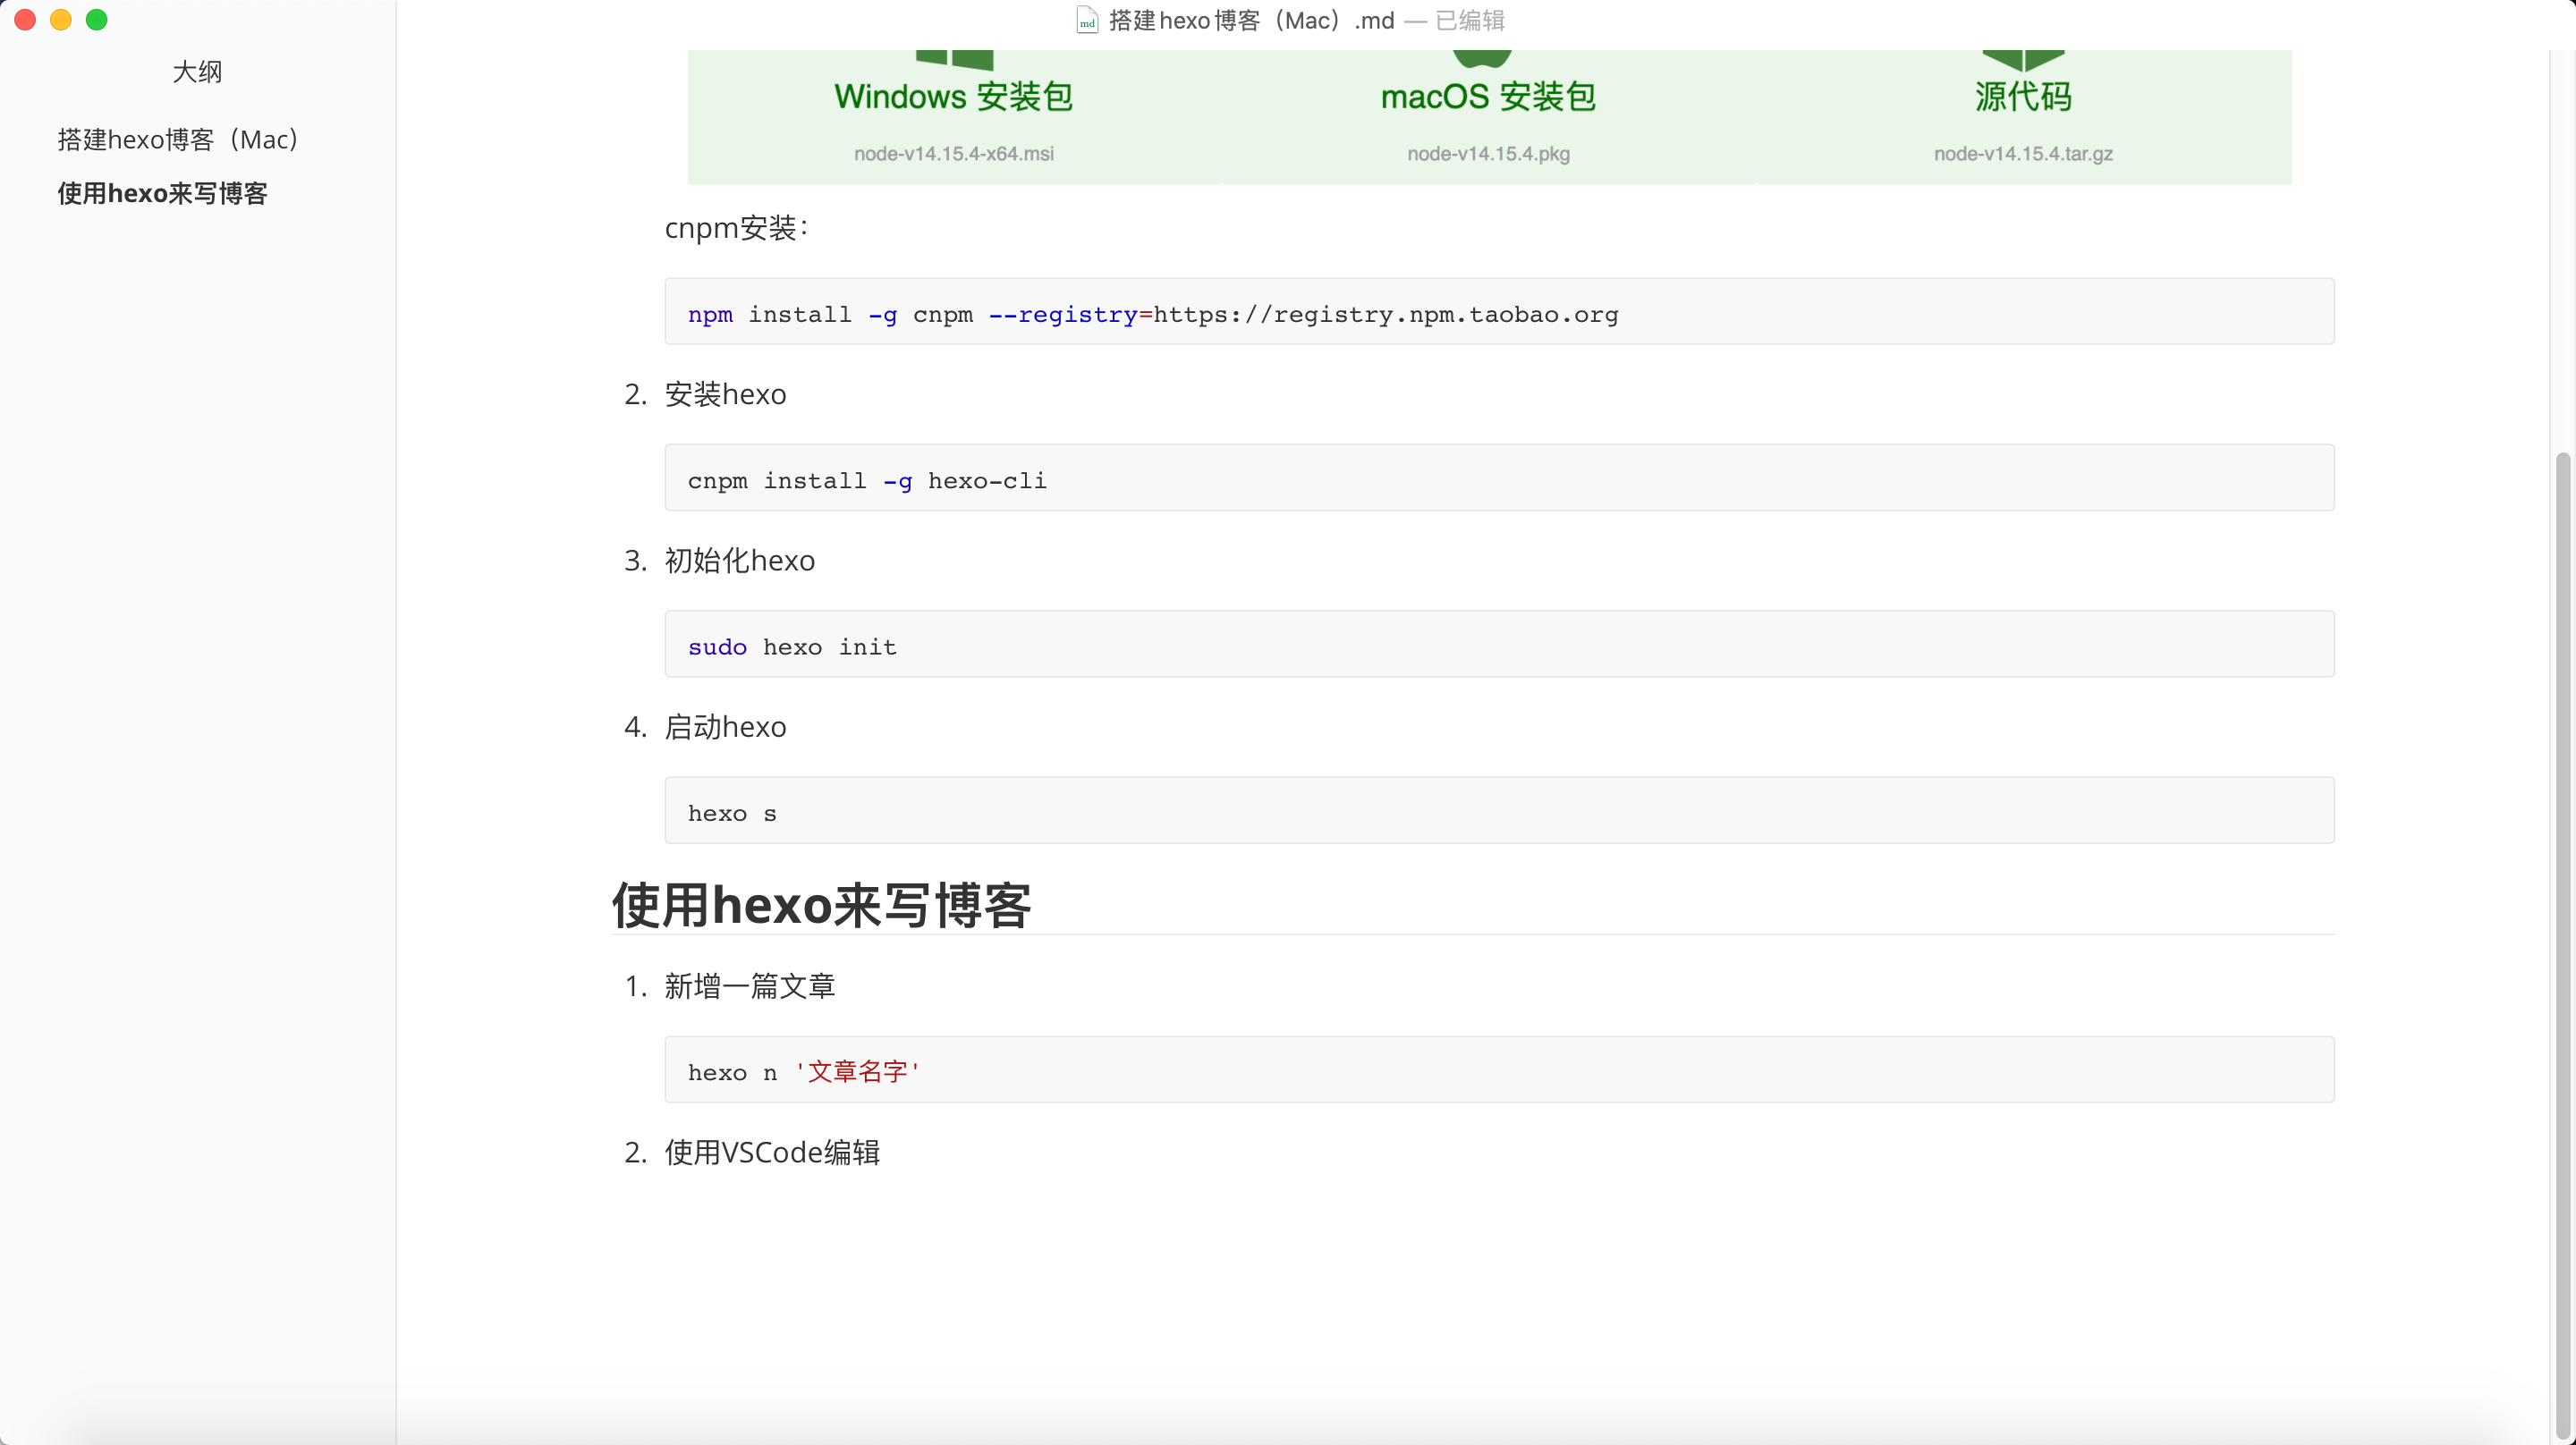 搭建hexo博客（Mac）.md — 已编辑
大纲
搭建hexo博客（Mac）
使用hexo来写博客
Windows 安装包
node-v14.15.4-x64.msi
macOS 安装包
node-v14.15.4.pkg
源代码
node-v14.15.4.tar.gz
cnpm安装：
npm install -g cnpm --registry=https://registry.npm.taobao.org
2. 安装hexo
cnpm install -g hexo-cli
3. 初始化hexo
sudo hexo init
4. 启动hexo
hexo s
使用hexo来写博客
1. 新增一篇文章
hexo n '文章名字'
2. 使用VSCode编辑